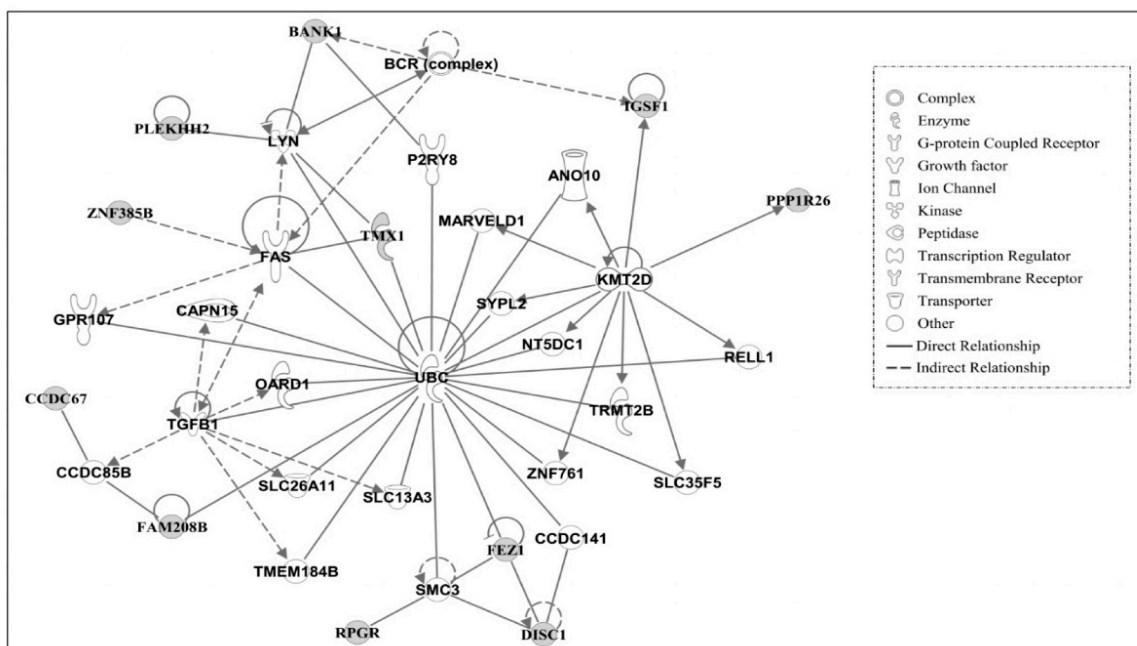 BANK1
BCR (complex)
IGSF1
PLEKHH2
LYN
P2RY8
ANO10
PPP1R26
ZNF385B
TMX1
MARVELD1
FAS
KMT2D
CAPN15
SYPL2
GPR107
NT5DC1
RELL1
UBC
OARD1
CCDC67
TRMT2B
TGFB1
CCDC85B
ZNF761
SLC26A11
SLC35F5
SLC13A3
FAM208B
CCDC141
FEZ1
TMEM184B
SMC3
RPGR
DISC1
Complex
Enzyme
G-protein Coupled Receptor
Growth factor
Ion Channel
Kinase
Peptidase
Transcription Regulator
Transmembrane Receptor
Transporter
Other
Direct Relationship
Indirect Relationship